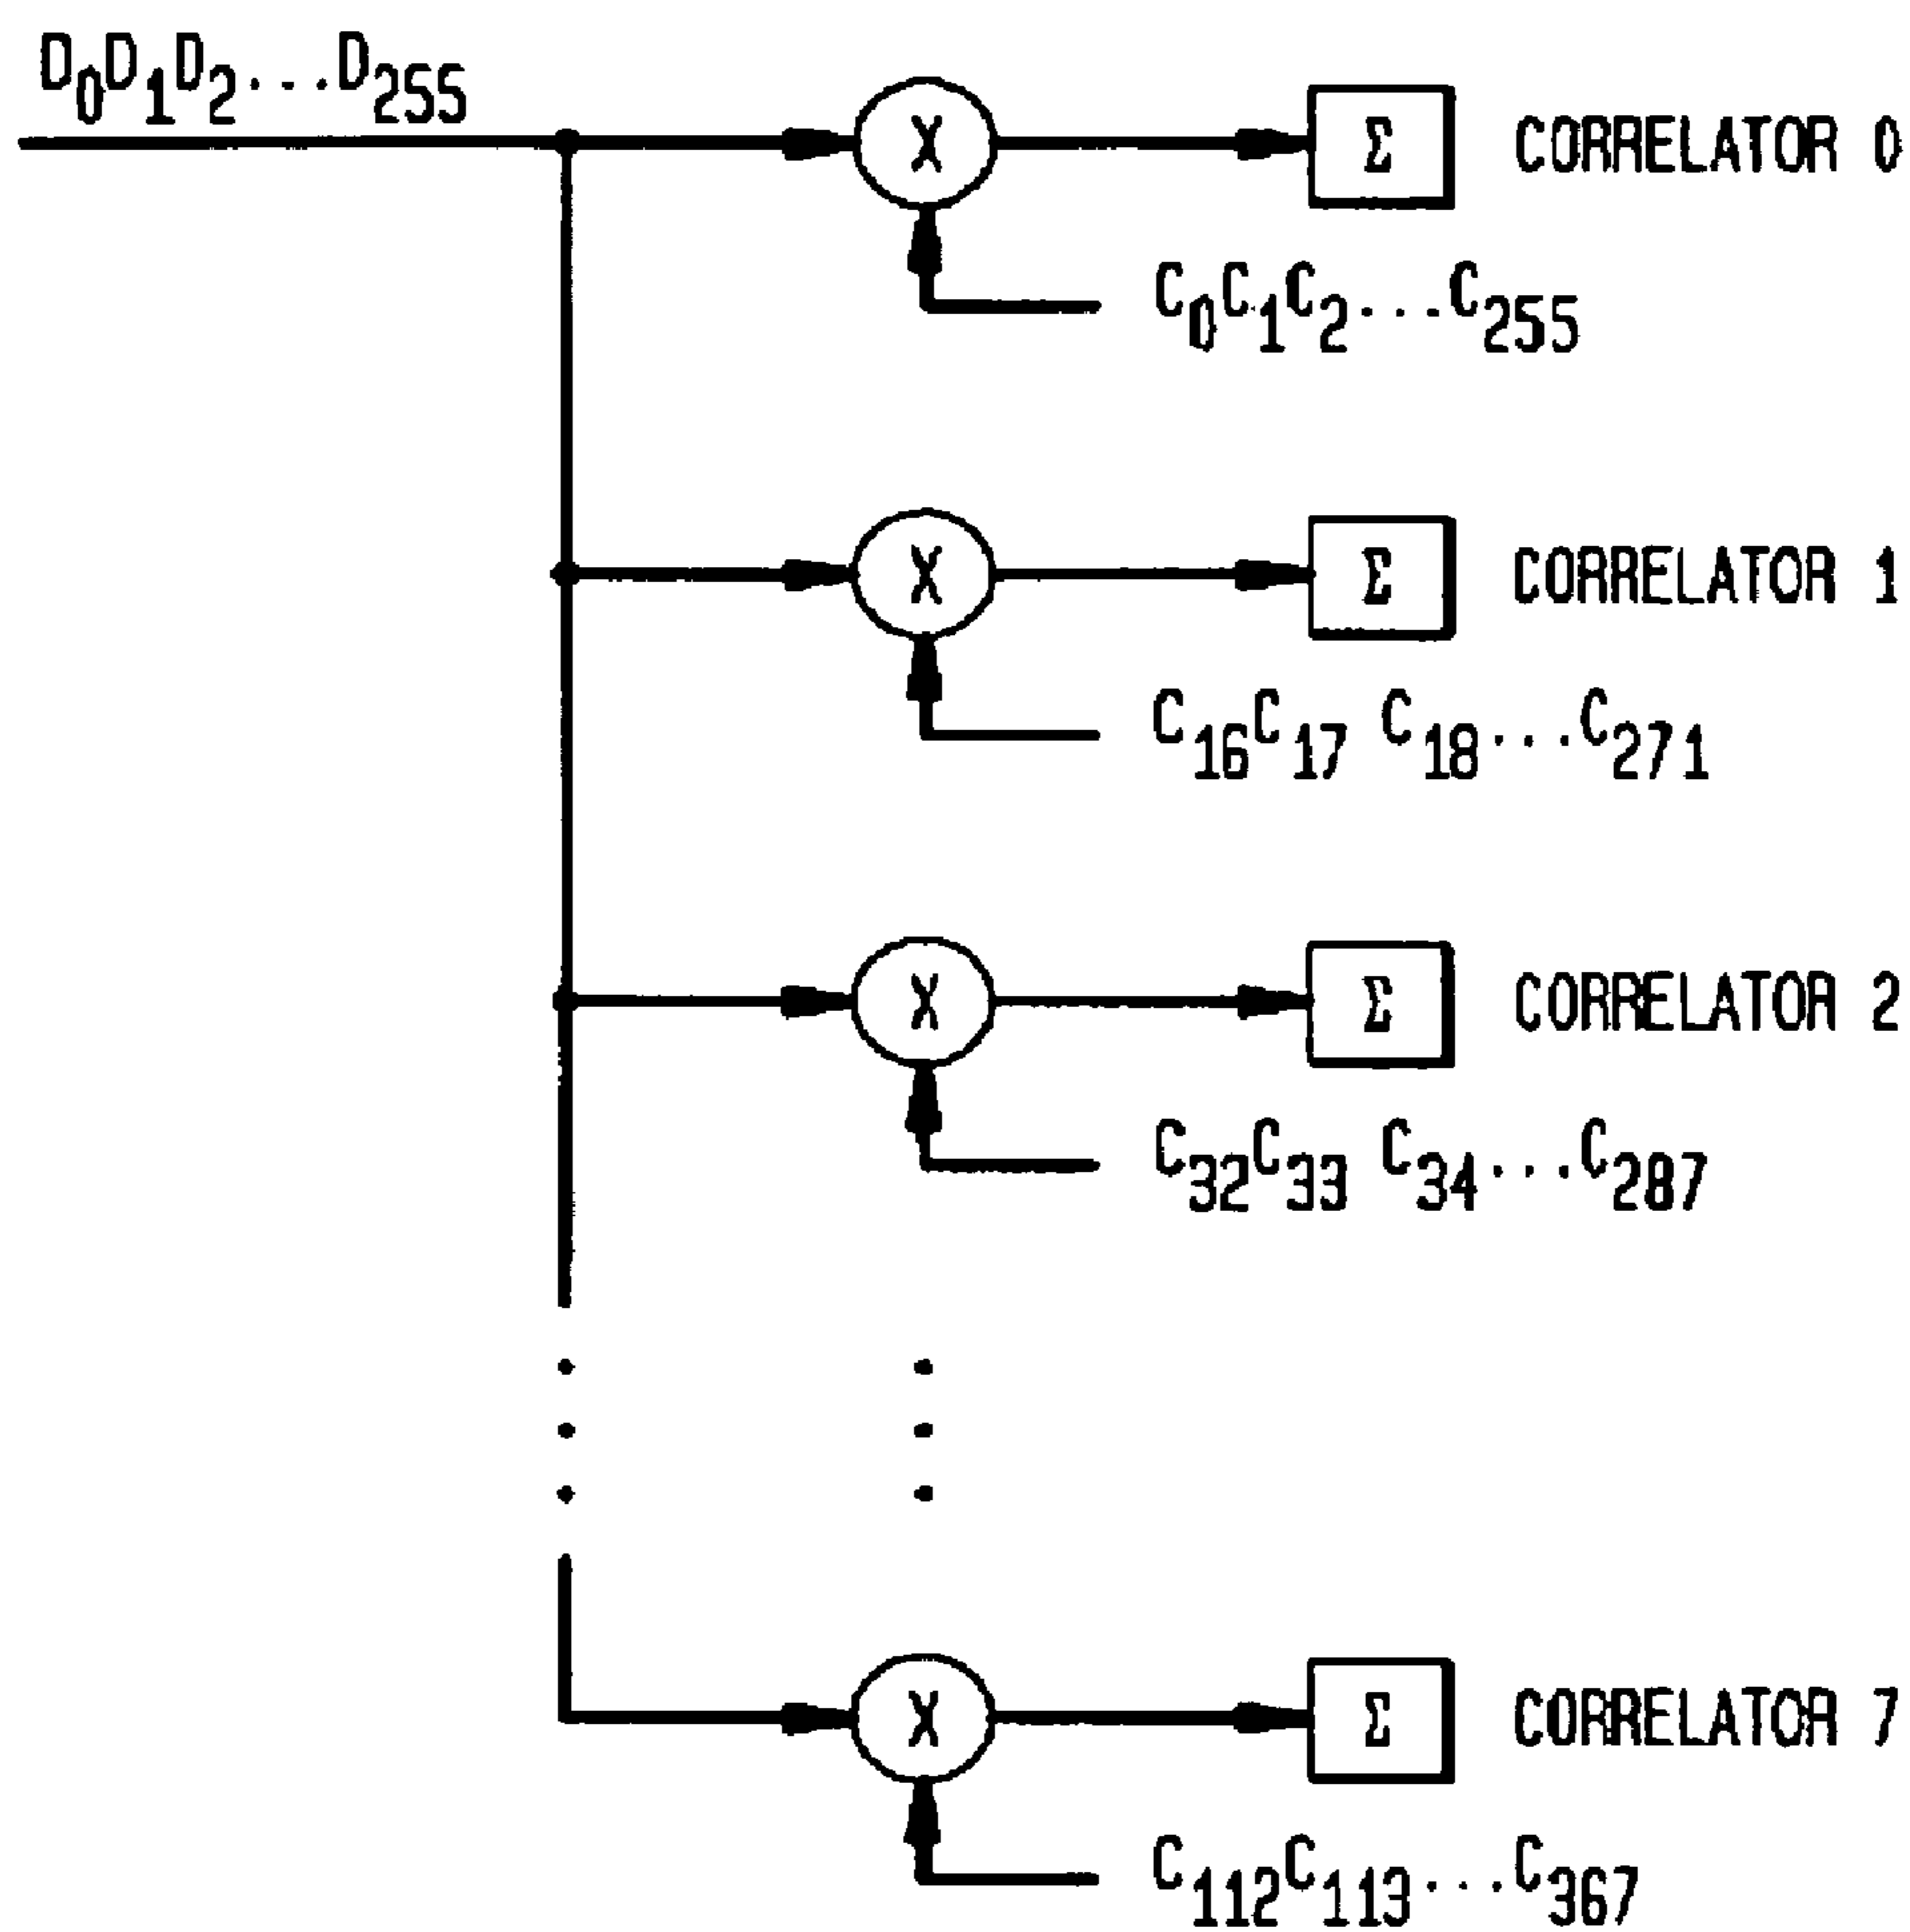 D₀D₁D₂...D₂₅₅
X Σ CORRELATOR 0
C₀C₁C₂...C₂₅₅
X Σ CORRELATOR 1
C₁₆C₁₇ C₁₈...C₂₇₁
X Σ CORRELATOR 2
C₃₂C₃₃ C₃₄...C₂₈₇
X Σ CORRELATOR 7
C₁₁₂C₁₁₃...C₃₆₇